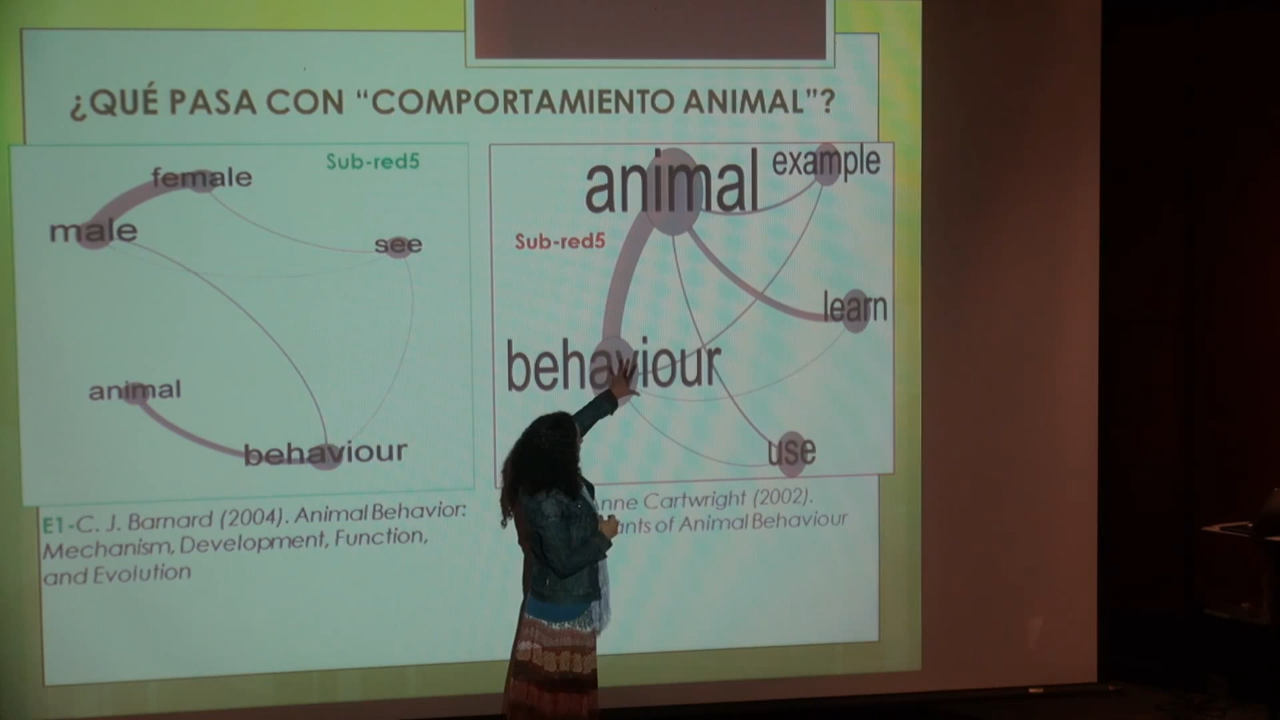 ¿QUÉ PASA CON “COMPORTAMIENTO ANIMAL”?
Sub-red5
female
male
see
animal
behaviour
E1-C. J. Barnard (2004). Animal Behavior:
Mechanism, Development, Function,
and Evolution
animal
example
Sub-red5
learn
behaviour
use
Cartwright (2002).
of Animal Behaviour